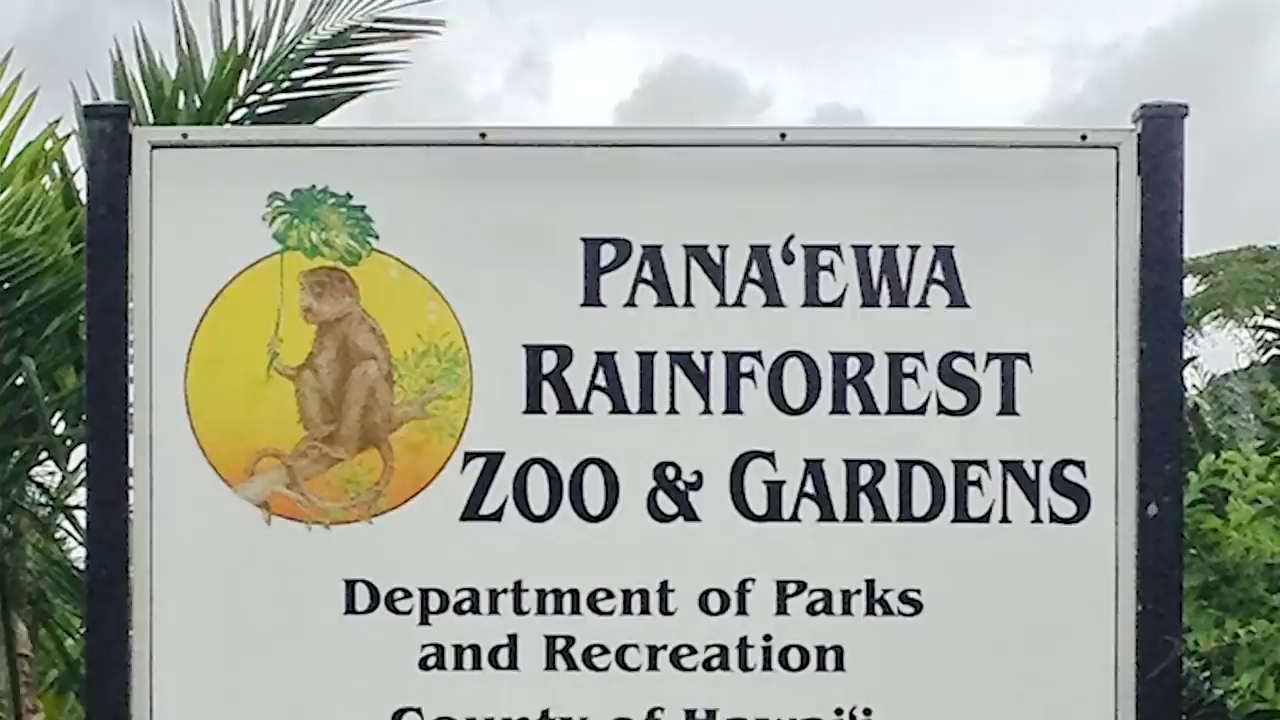 PANA‘EWA
RAINFOREST
ZOO & GARDENS
Department of Parks
and Recreation
County of Hawai‘i